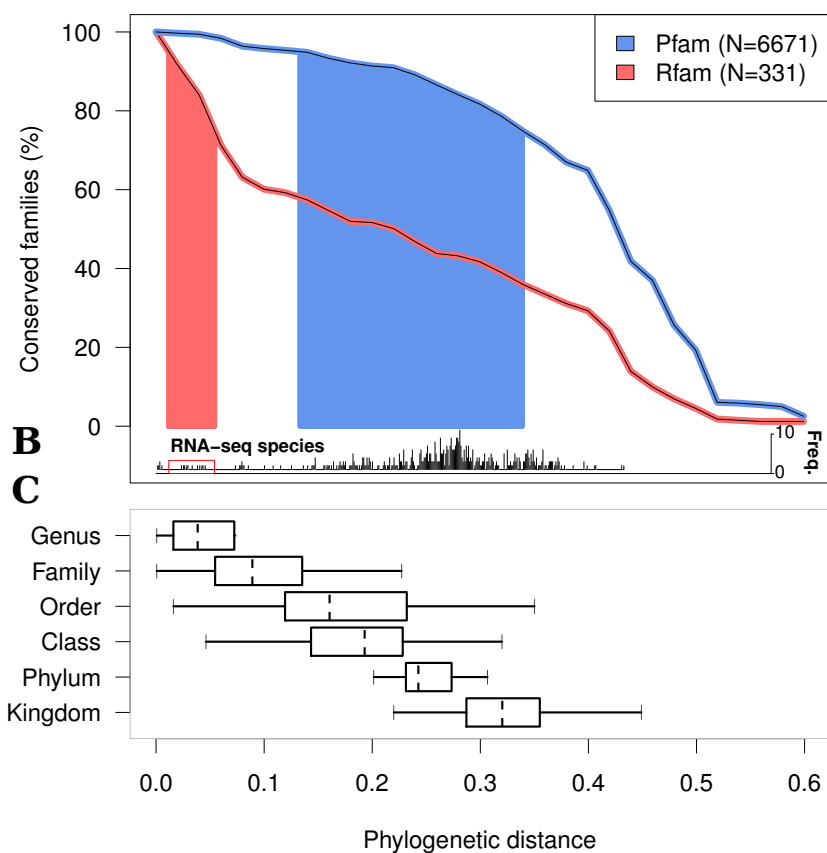 Pfam (N=6671)
Rfam (N=331)
Conserved families (%)
100
80
60
40
20
0
B
RNA-seq species
10
0
Freq.
C
Genus
Family
Order
Class
Phylum
Kingdom
0.0 0.1 0.2 0.3 0.4 0.5 0.6
Phylogenetic distance